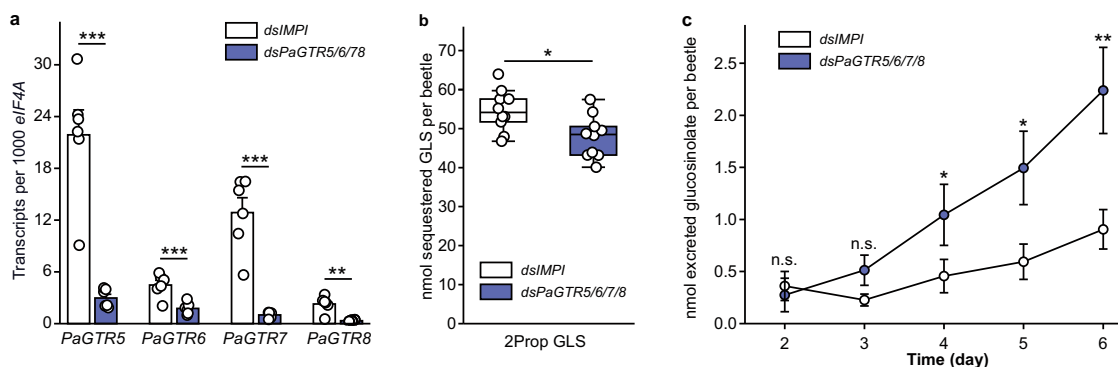 a
Transcripts per 1000 eIF4A
30
24
18
12
6
0
***
***
***
**
dsIMPI
dsPaGTR5/6/78
PaGTR5
PaGTR6
PaGTR7
PaGTR8
b
nmol sequestered GLS per beetle
70
60
50
40
30
20
10
0
*
dsIMPI
dsPaGTR5/6/7/8
2Prop GLS
c
nmol excreted glucosinolate per beetle
2.5
2.0
1.5
1.0
0.5
0
dsIMPI
dsPaGTR5/6/7/8
n.s.
n.s.
*
*
**
2
3
4
5
6
Time (day)